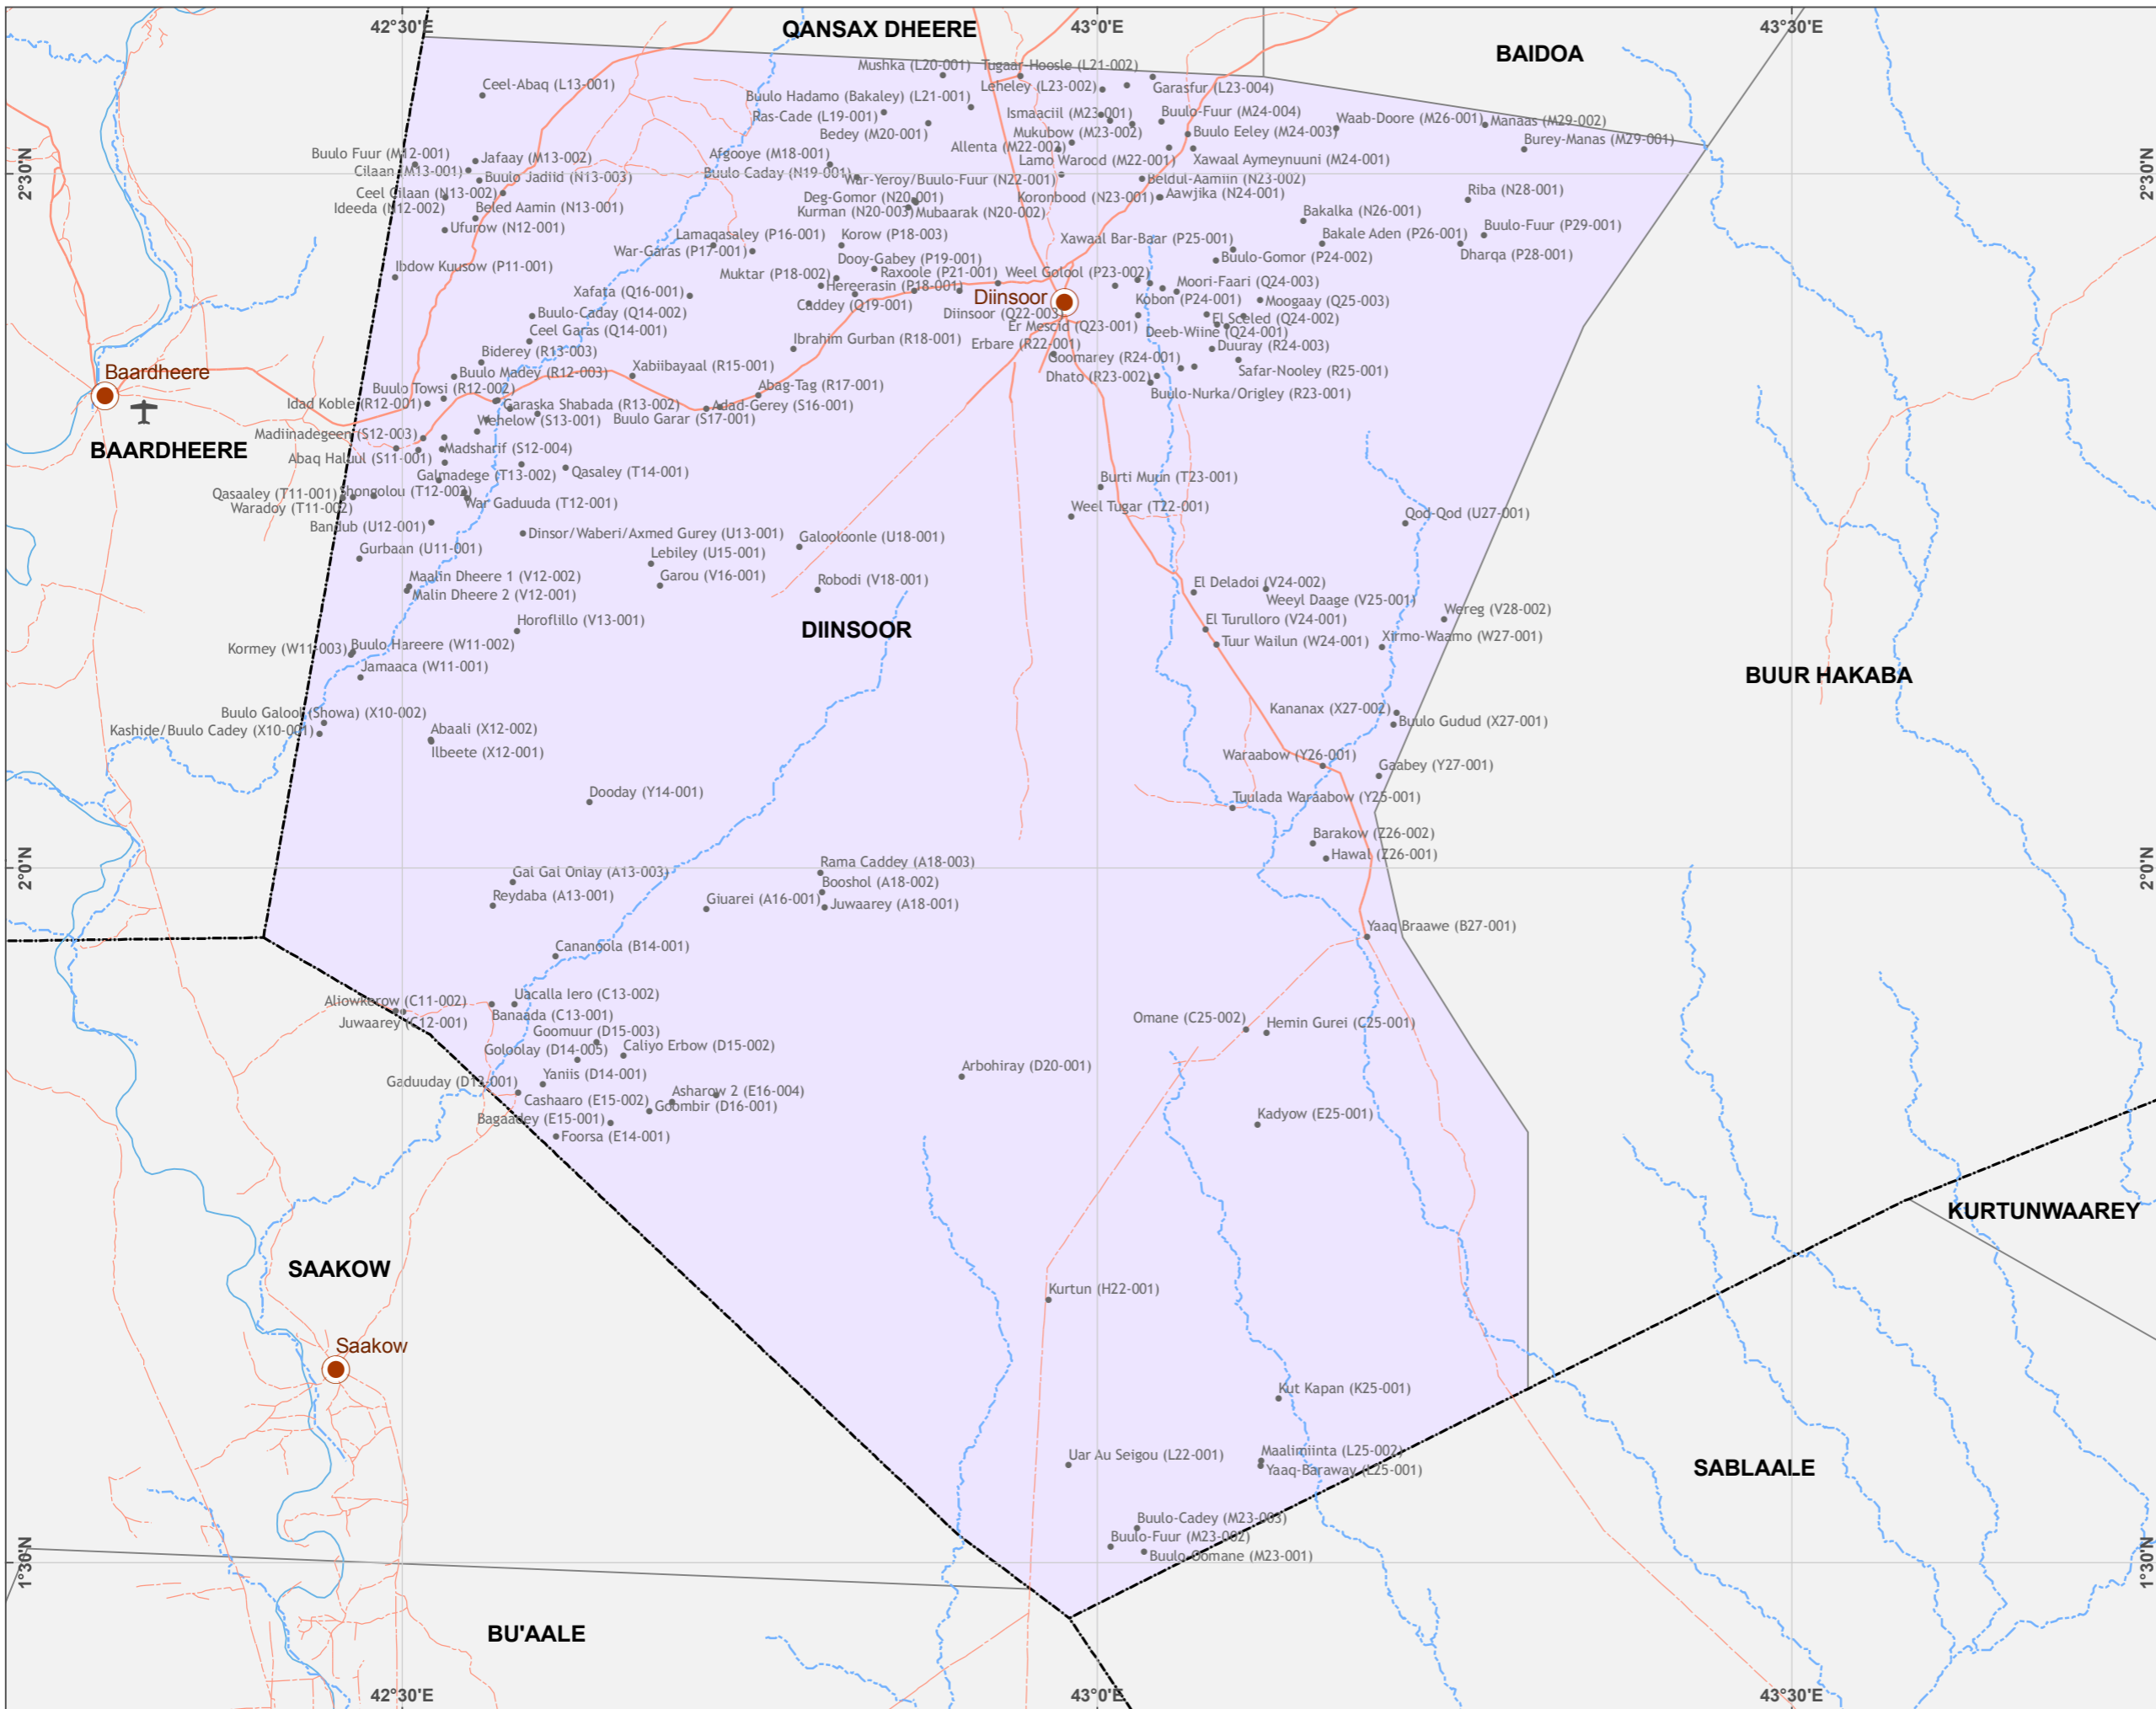 42°30'E
QANSAX DHEERE
43°0'E
BAIDOA
43°30'E
Mushka (L20-001)
Tugaar-Hoosle (L21-002)
Ceel-Abaq (L13-001)
Leheley (L23-002)
Garasfur (L23-004)
Buulo Hadamo (Bakaley) (L21-001)
Ras-Cade (L19-001)
Ismaaciil (M23-001)
Buulo-Fuur (M24-004)
Waab-Doore (M26-001)
Manaas (M29-002)
Bedey (M20-001)
Mukubow (M23-002)
Buulo Eeley (M24-003)
Burey-Manas (M29-001)
Allenta (M22-002)
Buulo Fuur (M12-001)
Jafaay (M13-002)
Afgooye (M18-001)
Lamo Warood (M22-001)
Xawaal Aymeynuuni (M24-001)
Cilaan (M13-001)
Buulo Jadiid (N13-003)
Buulo Caday (N19-001)
War-Yeroy/Buulo-Fuur (N22-001)
Beldul-Aamiin (N23-002)
2°30'N
2°30'N
Ceel Cilaan (N13-002)
Deg-Gomor (N20-001)
Koronbood (N23-001)
Aawjika (N24-001)
Riba (N28-001)
Ideeda (N12-002)
Beled Aamin (N13-001)
Kurman (N20-003)
Mubaarak (N20-002)
Bakalka (N26-001)
Ufurow (N12-001)
Lamaqasaley (P16-001)
Korow (P18-003)
Xawaal Bar-Baar (P25-001)
Bakale Aden (P26-001)
Buulo-Fuur (P29-001)
War-Garas (P17-001)
Dooy-Gabey (P19-001)
Buulo-Gomor (P24-002)
Dharqa (P28-001)
Ibdow Kuusow (P11-001)
Muktar (P18-002)
Raxoole (P21-001)
Weel Golool (P23-002)
Moori-Faari (Q24-003)
Xafata (Q16-001)
Hereerasin (P18-001)
Diinsoor
Kobon (P24-001)
Moogaay (Q25-003)
Caddey (Q19-001)
Buulo-Caday (Q14-002)
Diinsoor (Q22-003)
El Sceled (Q24-002)
Ceel Garas (Q14-001)
Er Mescid (Q23-001)
Deeb-Wiine (Q24-001)
Ibrahim Gurban (R18-001)
Erbare (R22-001)
Duuray (R24-003)
Biderey (R13-003)
Goomarey (R24-001)
Baardheere
Buulo Madey (R12-003)
Xabiibayaal (R15-001)
Dhato (R23-002)
Safar-Nooley (R25-001)
Buulo Towsi (R12-002)
Abag-Tag (R17-001)
Buulo-Nurka/Origley (R23-001)
Idad Koble (R12-001)
Garaska Shabada (R13-002)
Adad-Gerey (S16-001)
Wehelow (S13-001)
Buulo Garar (S17-001)
Madiinadegeen (S12-003)
BAARDHEERE
Madsharif (S12-004)
Abaq Haluul (S11-001)
Galmadege (T13-002)
Qasaley (T14-001)
Burti Muun (T23-001)
Qasaaley (T11-001)
Shongolou (T12-002)
Waradoy (T11-002)
War Gaduuda (T12-001)
Weel Tugar (T22-001)
Qod-Qod (U27-001)
Bandub (U12-001)
Dinsor/Waberi/Axmed Gurey (U13-001)
Galooloonle (U18-001)
Gurbaan (U11-001)
Lebiley (U15-001)
Maalin Dheere 1 (V12-002)
Garou (V16-001)
Robodi (V18-001)
El Deladoi (V24-002)
Malin Dheere 2 (V12-001)
Weeyl Daage (V25-001)
Wereg (V28-002)
Horoflillo (V13-001)
DIINSOOR
El Turulloro (V24-001)
Kormey (W11-003)
Buulo Hareere (W11-002)
Tuur Wailun (W24-001)
Xirmo-Waamo (W27-001)
Jamaaca (W11-001)
BUUR HAKABA
Buulo Galool (Showa) (X10-002)
Kananax (X27-002)
Kashide/Buulo Cadey (X10-001)
Abaali (X12-002)
Buulo Gudud (X27-001)
Ilbeete (X12-001)
Waraabow (Y26-001)
Gaabey (Y27-001)
Dooday (Y14-001)
Tuulada Waraabow (Y25-001)
Barakow (Z26-002)
2°0'N
2°0'N
Rama Caddey (A18-003)
Hawal (Z26-001)
Gal Gal Onlay (A13-003)
Booshol (A18-002)
Reydaba (A13-001)
Giuarei (A16-001)
Juwaarey (A18-001)
Yaaq Braawe (B27-001)
Cananoola (B14-001)
Aliowkerow (C11-002)
Uacalla Iero (C13-002)
Juwaarey (C12-001)
Banaada (C13-001)
Omane (C25-002)
Hemin Gurei (C25-001)
Goomuur (D15-003)
Goloolay (D14-005)
Caliyo Erbow (D15-002)
Gaduuday (D13-001)
Yaniis (D14-001)
Arbohiray (D20-001)
Cashaaro (E15-002)
Asharow 2 (E16-004)
Goombir (D16-001)
Bagaadey (E15-001)
Kadyow (E25-001)
Foorsa (E14-001)
KURTUNWAAREY
SAAKOW
Kurtun (H22-001)
Saakow
Kut Kapan (K25-001)
Uar Au Seigou (L22-001)
Maalimiinta (L25-002)
Yaaq-Baraway (L25-001)
SABLAALE
Buulo-Cadey (M23-003)
Buulo-Fuur (M23-002)
Buulo-Oomane (M23-001)
1°30'N
1°30'N
BU'AALE
42°30'E
43°0'E
43°30'E